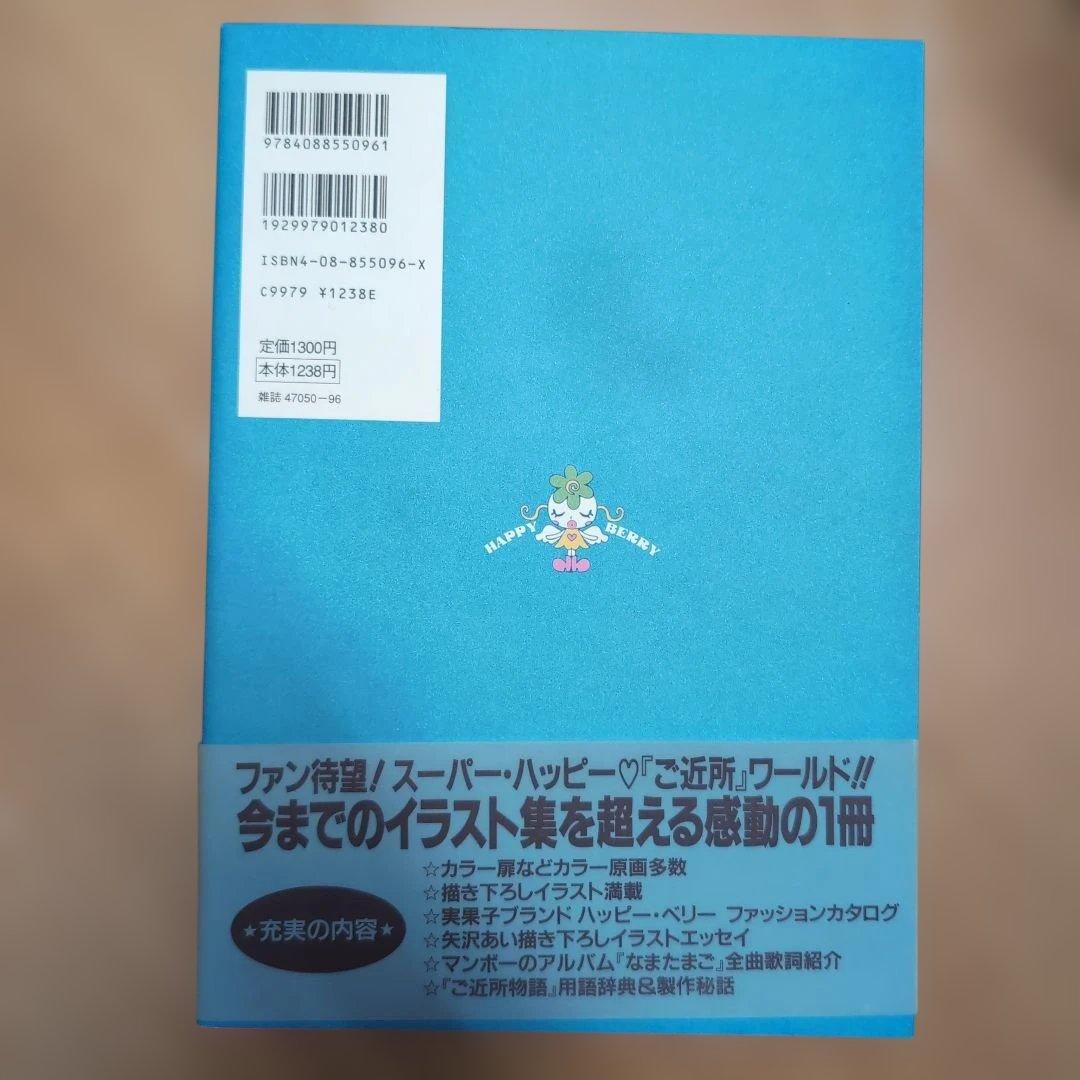 9784088550961
1929979012380
ISBN4-08-855096-X
C9979 ¥1238E
定価1300円
本体1238円
雑誌 47050-96
HAPPY BERRY
ファン待望! スーパー・ハッピー♡『ご近所』ワールド!!
今までのイラスト集を超える感動の1冊
★充実の内容★
☆カラー扉などカラー原画多数
☆描き下ろしイラスト満載
☆実果子ブランド ハッピー・ベリー ファッションカタログ
☆矢沢あい描き下ろしイラストエッセイ
☆マンボーのアルバム『なまたまご』全曲歌詞紹介
☆『ご近所物語』用語辞典&製作秘話